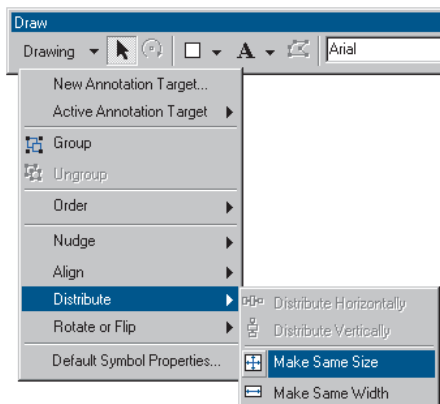 Draw
Drawing A Arial
New Annotation Target...
Active Annotation Target
Group
Ungroup
Order
Nudge
Align
Distribute
Distribute Horizontally
Rotate or Flip
Distribute Vertically
Default Symbol Properties...
Make Same Size
Make Same Width